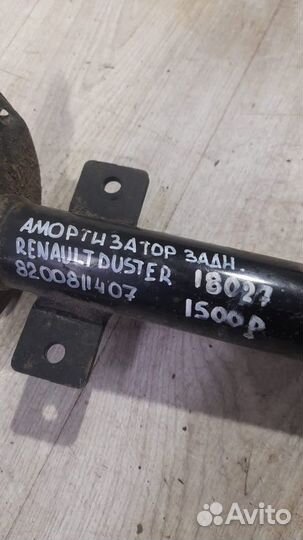 АМОРТИЗАТОР ЗАДН.
RENAULT DUSTER 18027
8200811407 1500Р
Avito